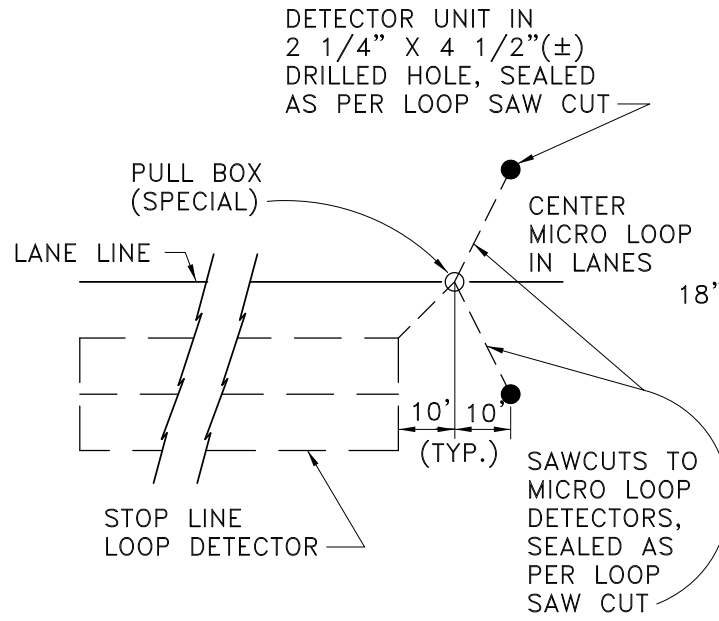 DETECTOR UNIT IN
2 1/4” X 4 1/2”(±)
DRILLED HOLE, SEALED
AS PER LOOP SAW CUT
PULL BOX
(SPECIAL)
LANE LINE
CENTER
MICRO LOOP
IN LANES
18”
10’ 10’
(TYP.)
STOP LINE
LOOP DETECTOR
SAWCUTS TO
MICRO LOOP
DETECTORS,
SEALED AS
PER LOOP
SAW CUT